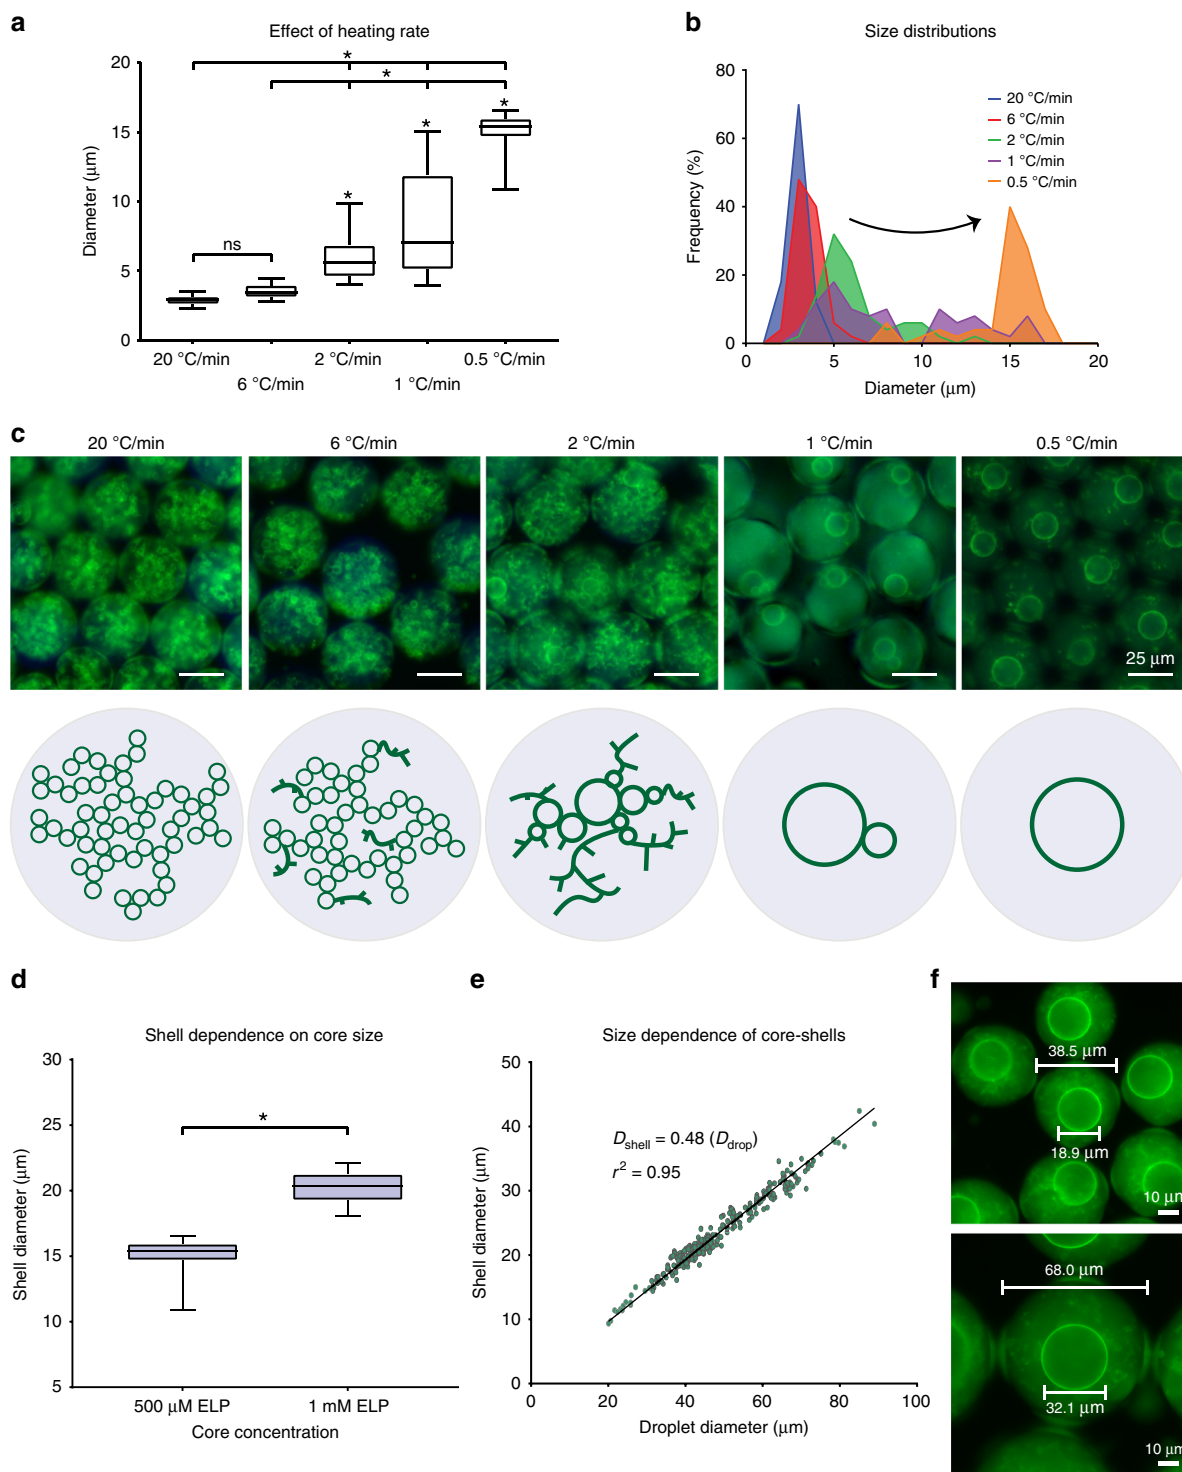 a
Effect of heating rate
20
15
10
5
0
Diameter (μm)
*
*
*
*
*
ns
20 °C/min
6 °C/min
2 °C/min
1 °C/min
0.5 °C/min
b
Size distributions
80
60
40
20
0
Frequency (%)
20 °C/min
6 °C/min
2 °C/min
1 °C/min
0.5 °C/min
0 5 10 15 20
Diameter (μm)
c
20 °C/min
6 °C/min
2 °C/min
1 °C/min
0.5 °C/min
25 μm
d
Shell dependence on core size
30
25
20
15
10
5
Shell diameter (μm)
*
500 μM ELP
1 mM ELP
Core concentration
e
Size dependence of core-shells
50
40
30
20
10
0
Shell diameter (μm)
D_shell = 0.48 (D_drop)
r² = 0.95
0 20 40 60 80 100
Droplet diameter (μm)
f
38.5 μm
18.9 μm
10 μm
68.0 μm
32.1 μm
10 μm